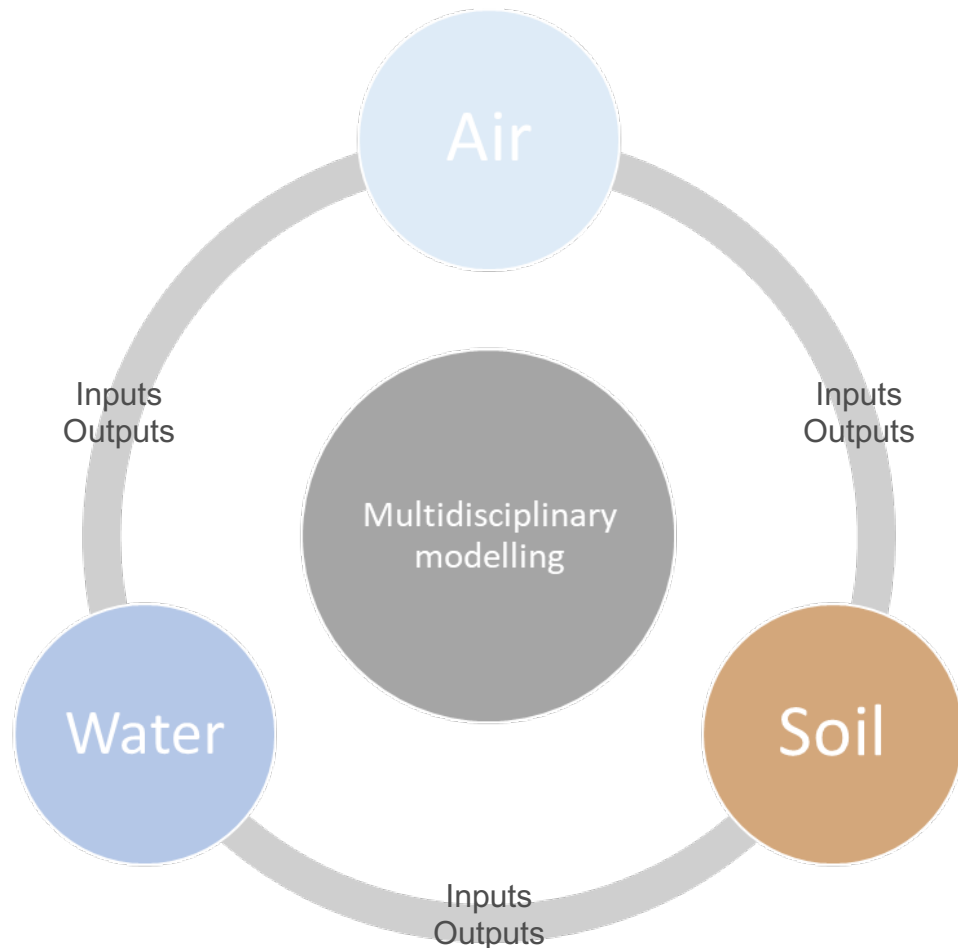 Air
Inputs
Outputs
Inputs
Outputs
Multidisciplinary
modelling
Water
Soil
Inputs
Outputs